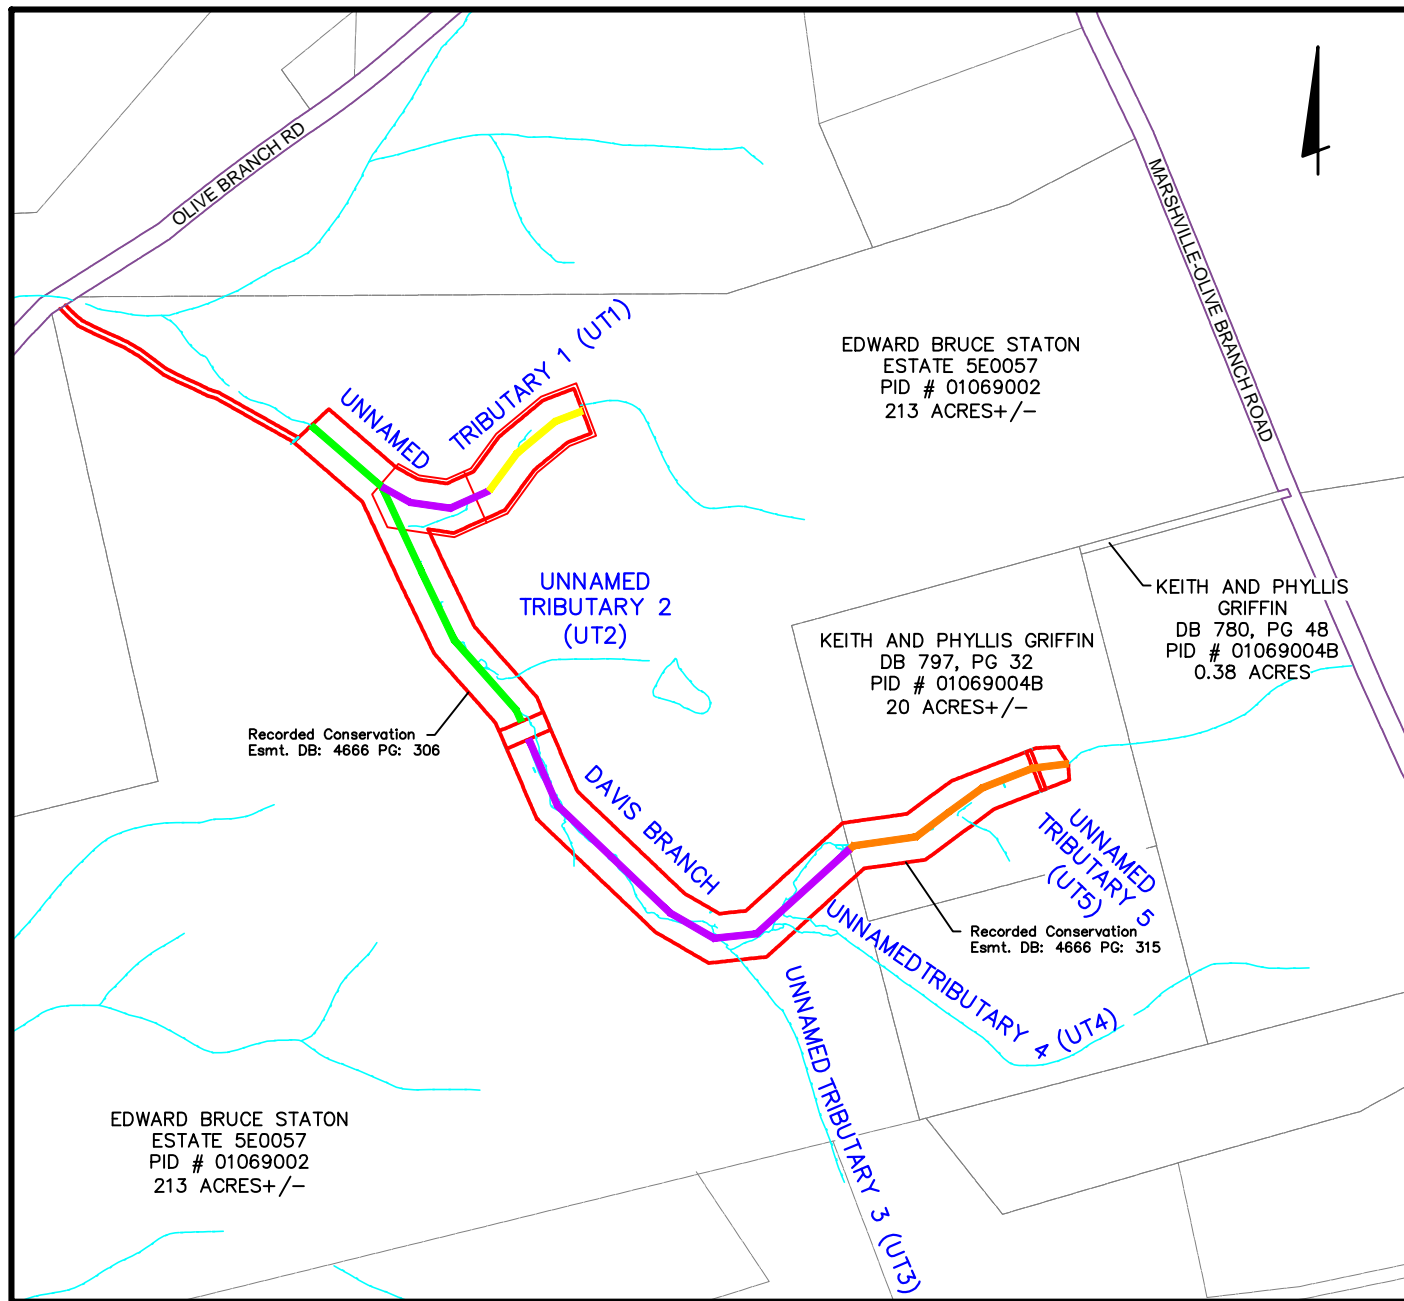 OLIVE BRANCH RD
MARSHVILLE-OLIVE BRANCH ROAD
UNNAMED TRIBUTARY 1 (UT1)
EDWARD BRUCE STATON
ESTATE 5E0057
PID # 01069002
213 ACRES+/-
UNNAMED
TRIBUTARY 2
(UT2)
KEITH AND PHYLLIS
GRIFFIN
DB 780, PG 48
PID # 01069004B
0.38 ACRES
KEITH AND PHYLLIS GRIFFIN
DB 797, PG 32
PID # 01069004B
20 ACRES+/-
Recorded Conservation
Esmt. DB: 4666 PG: 306
DAVIS BRANCH
UNNAMED
TRIBUTARY 5
(UT5)
Recorded Conservation
Esmt. DB: 4666 PG: 315
UNNAMED TRIBUTARY 4 (UT4)
UNNAMED TRIBUTARY 3 (UT3)
EDWARD BRUCE STATON
ESTATE 5E0057
PID # 01069002
213 ACRES+/-